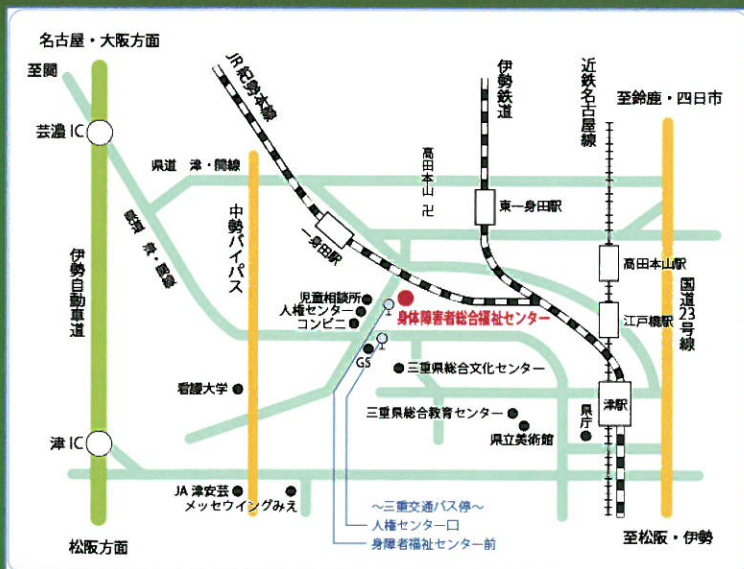 名古屋・大阪方面
至関
芸濃IC
JR紀勢本線
伊勢鉄道
近鉄名古屋線
至鈴鹿・四日市
県道 津・関線
県道 津・関線
中勢バイパス
高田本山 卍
東一身田駅
一身田駅
高田本山駅
国道23号線
江戸橋駅
伊勢自動車道
児童相談所
人権センター
コンビニ
身体障害者総合福祉センター
GS
三重県総合文化センター
看護大学
三重県総合教育センター
県立美術館
県庁
津駅
津IC
JA津安芸
メッセウイングみえ
~三重交通バス停~
人権センター口
身障者福祉センター前
松阪方面
至松阪・伊勢